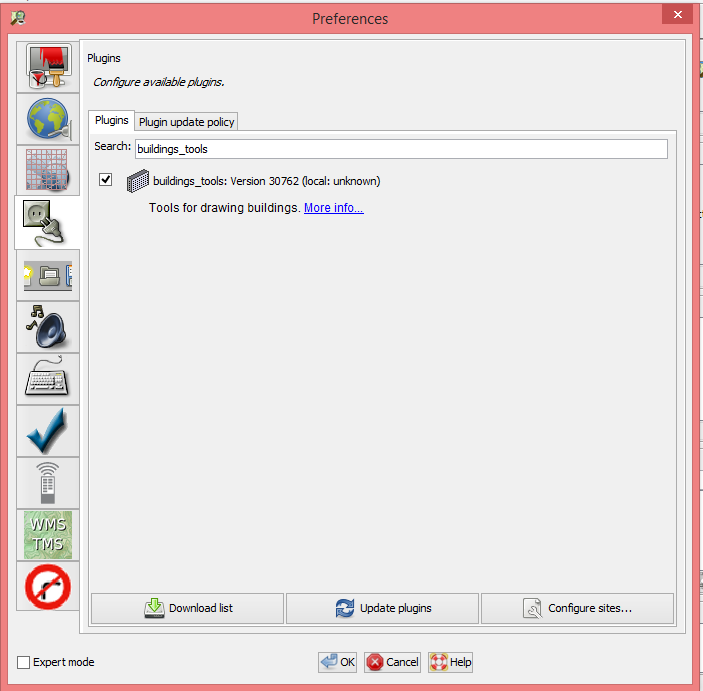 Preferences
Plugins
Configure available plugins.
Plugins
Plugin update policy
Search:
buildings_tools
buildings_tools: Version 30762 (local: unknown)
Tools for drawing buildings. More info...
WMS
TMS
Download list
Update plugins
Configure sites...
Expert mode
OK
Cancel
Help